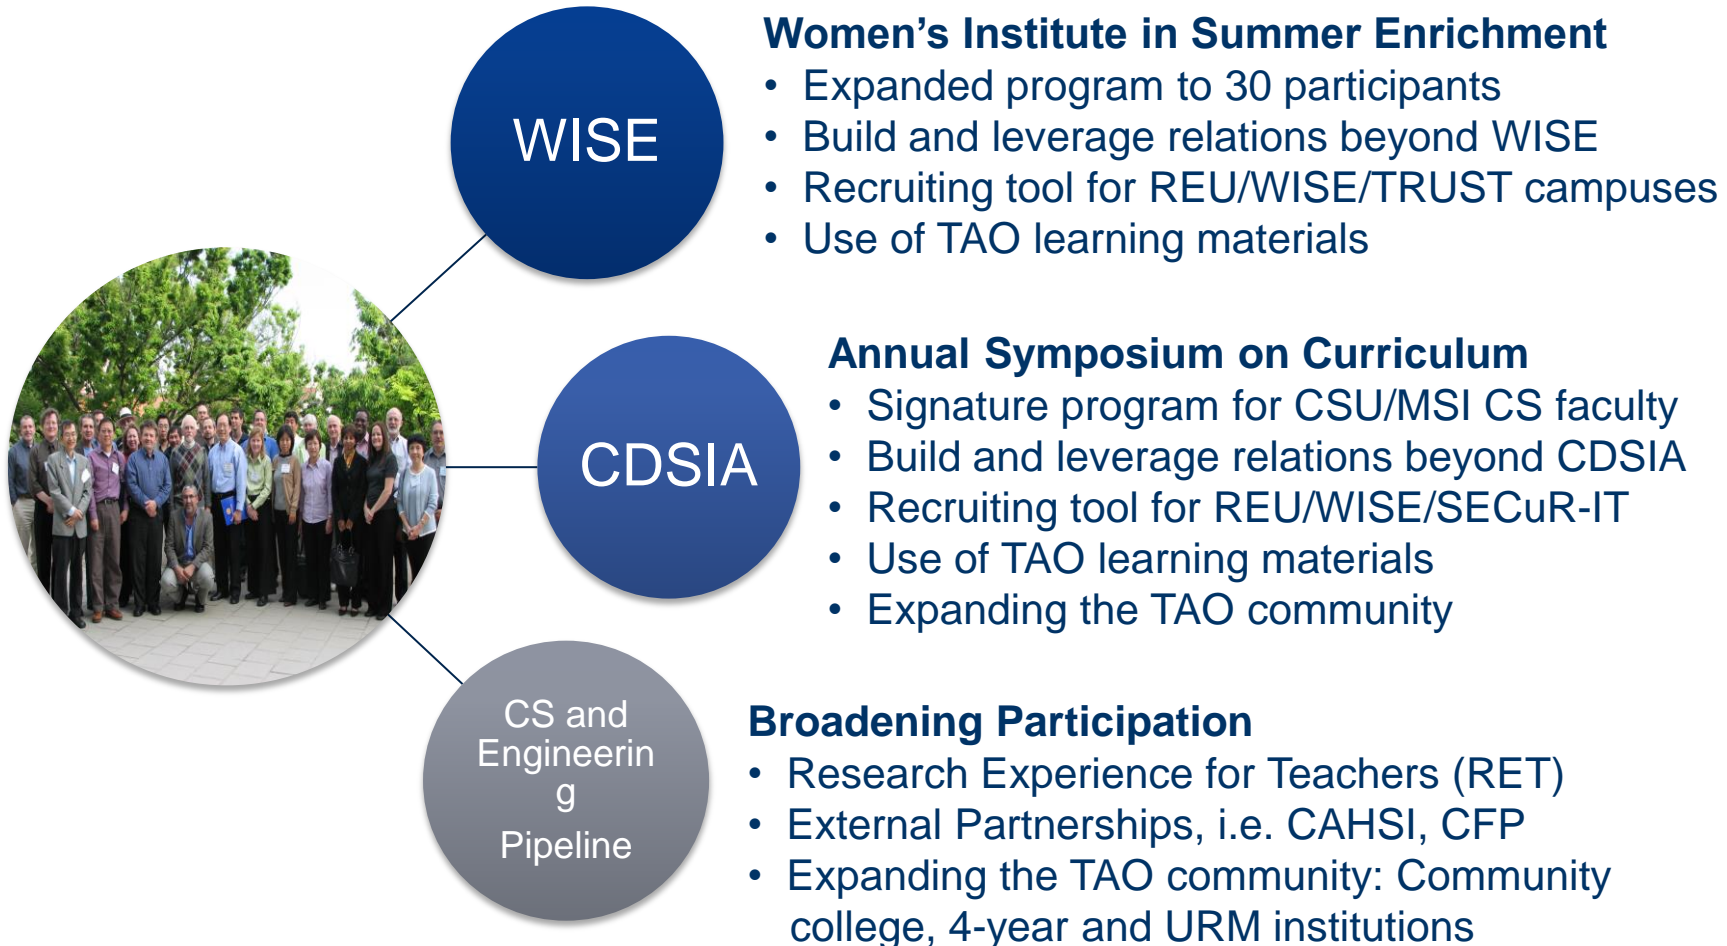 WISE
Women's Institute in Summer Enrichment
• Expanded program to 30 participants
• Build and leverage relations beyond WISE
• Recruiting tool for REU/WISE/TRUST campuses
• Use of TAO learning materials
CDSIA
Annual Symposium on Curriculum
• Signature program for CSU/MSI CS faculty
• Build and leverage relations beyond CDSIA
• Recruiting tool for REU/WISE/SECuR-IT
• Use of TAO learning materials
• Expanding the TAO community
CS and
Engineerin
g
Pipeline
Broadening Participation
• Research Experience for Teachers (RET)
• External Partnerships, i.e. CAHSI, CFP
• Expanding the TAO community: Community
college, 4-year and URM institutions